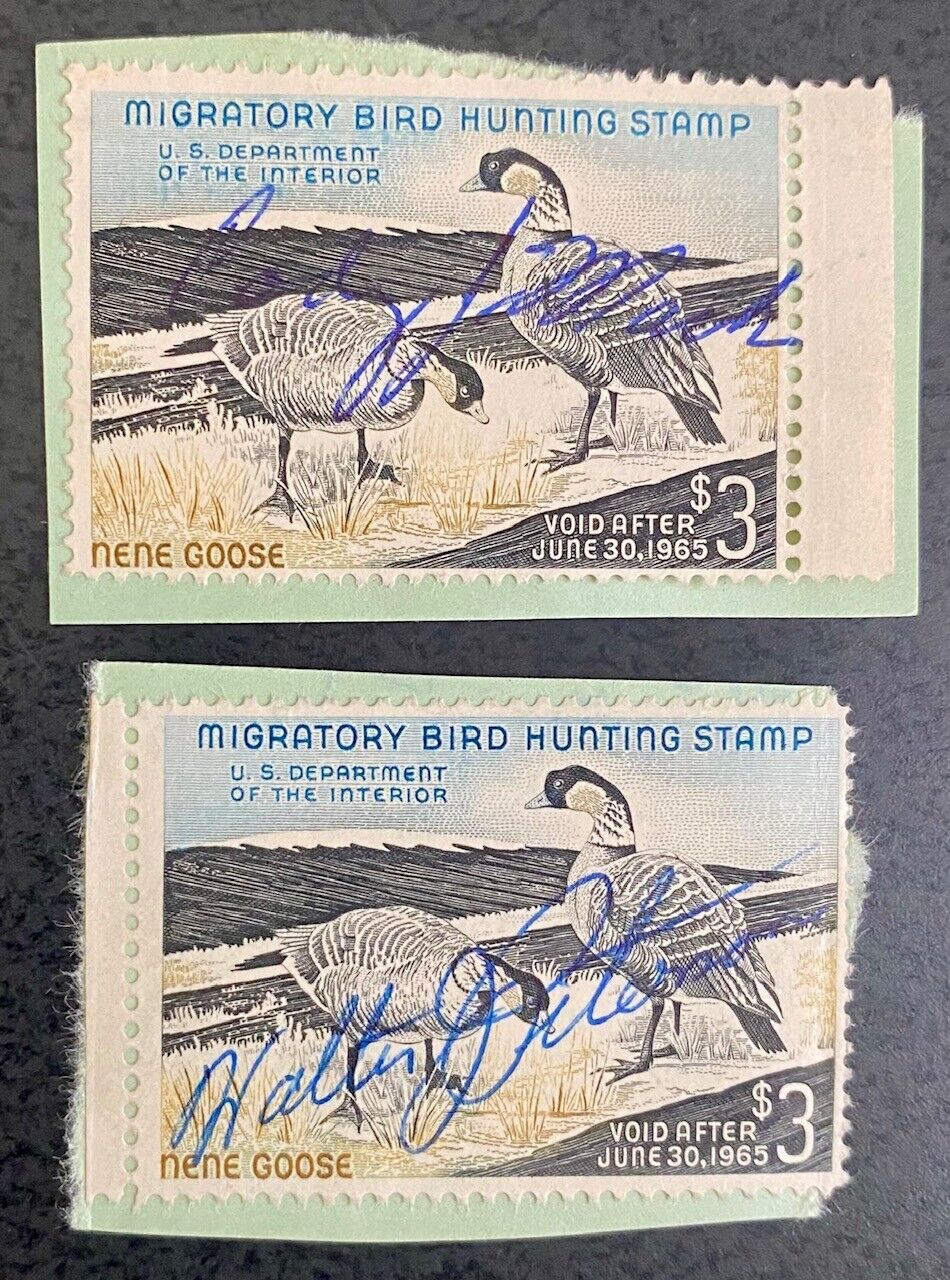 MIGRATORY BIRD HUNTING STAMP
U. S. DEPARTMENT
OF THE INTERIOR
$3
VOID AFTER
JUNE 30, 1965
NENE GOOSE
MIGRATORY BIRD HUNTING STAMP
U. S. DEPARTMENT
OF THE INTERIOR
Walter
$3
VOID AFTER
JUNE 30, 1965
NENE GOOSE